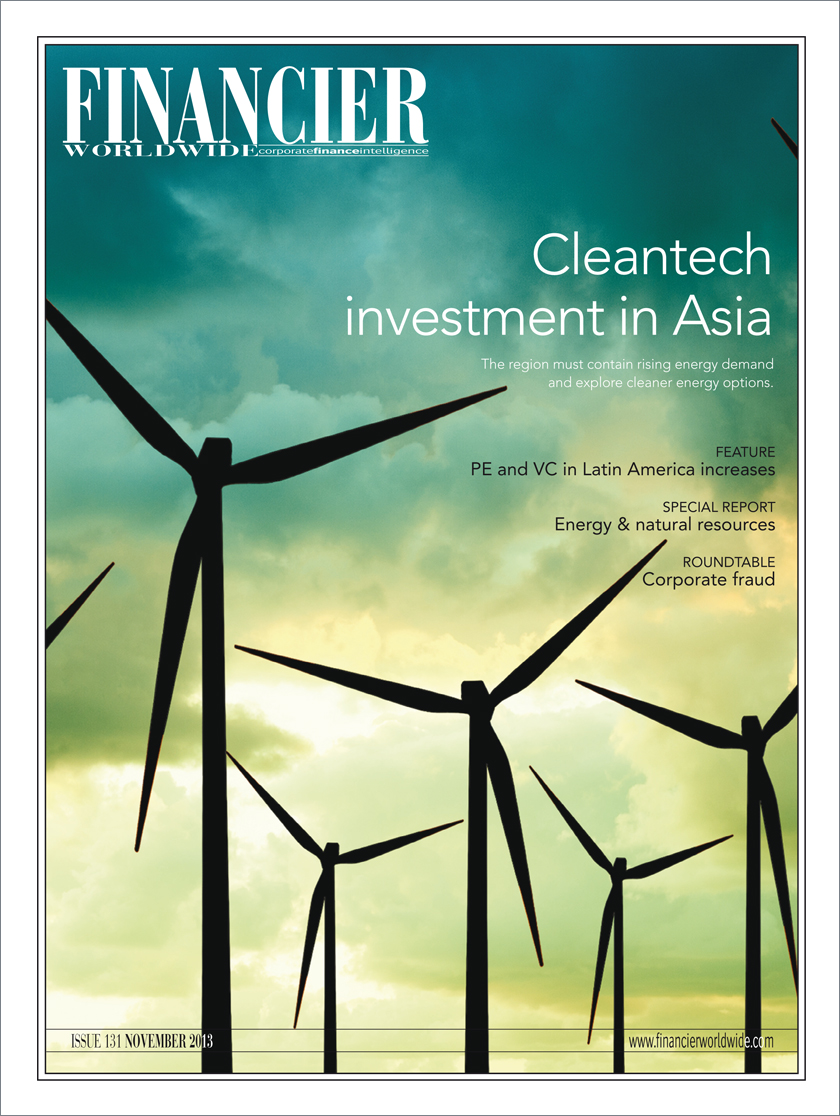 FINANCIER
WORLDWIDE corporatefinanceintelligence
Cleantech
investment in Asia
The region must contain rising energy demand
and explore cleaner energy options.
FEATURE
PE and VC in Latin America increases
SPECIAL REPORT
Energy & natural resources
ROUNDTABLE
Corporate fraud
ISSUE 131 NOVEMBER 2013
www.financierworldwide.com